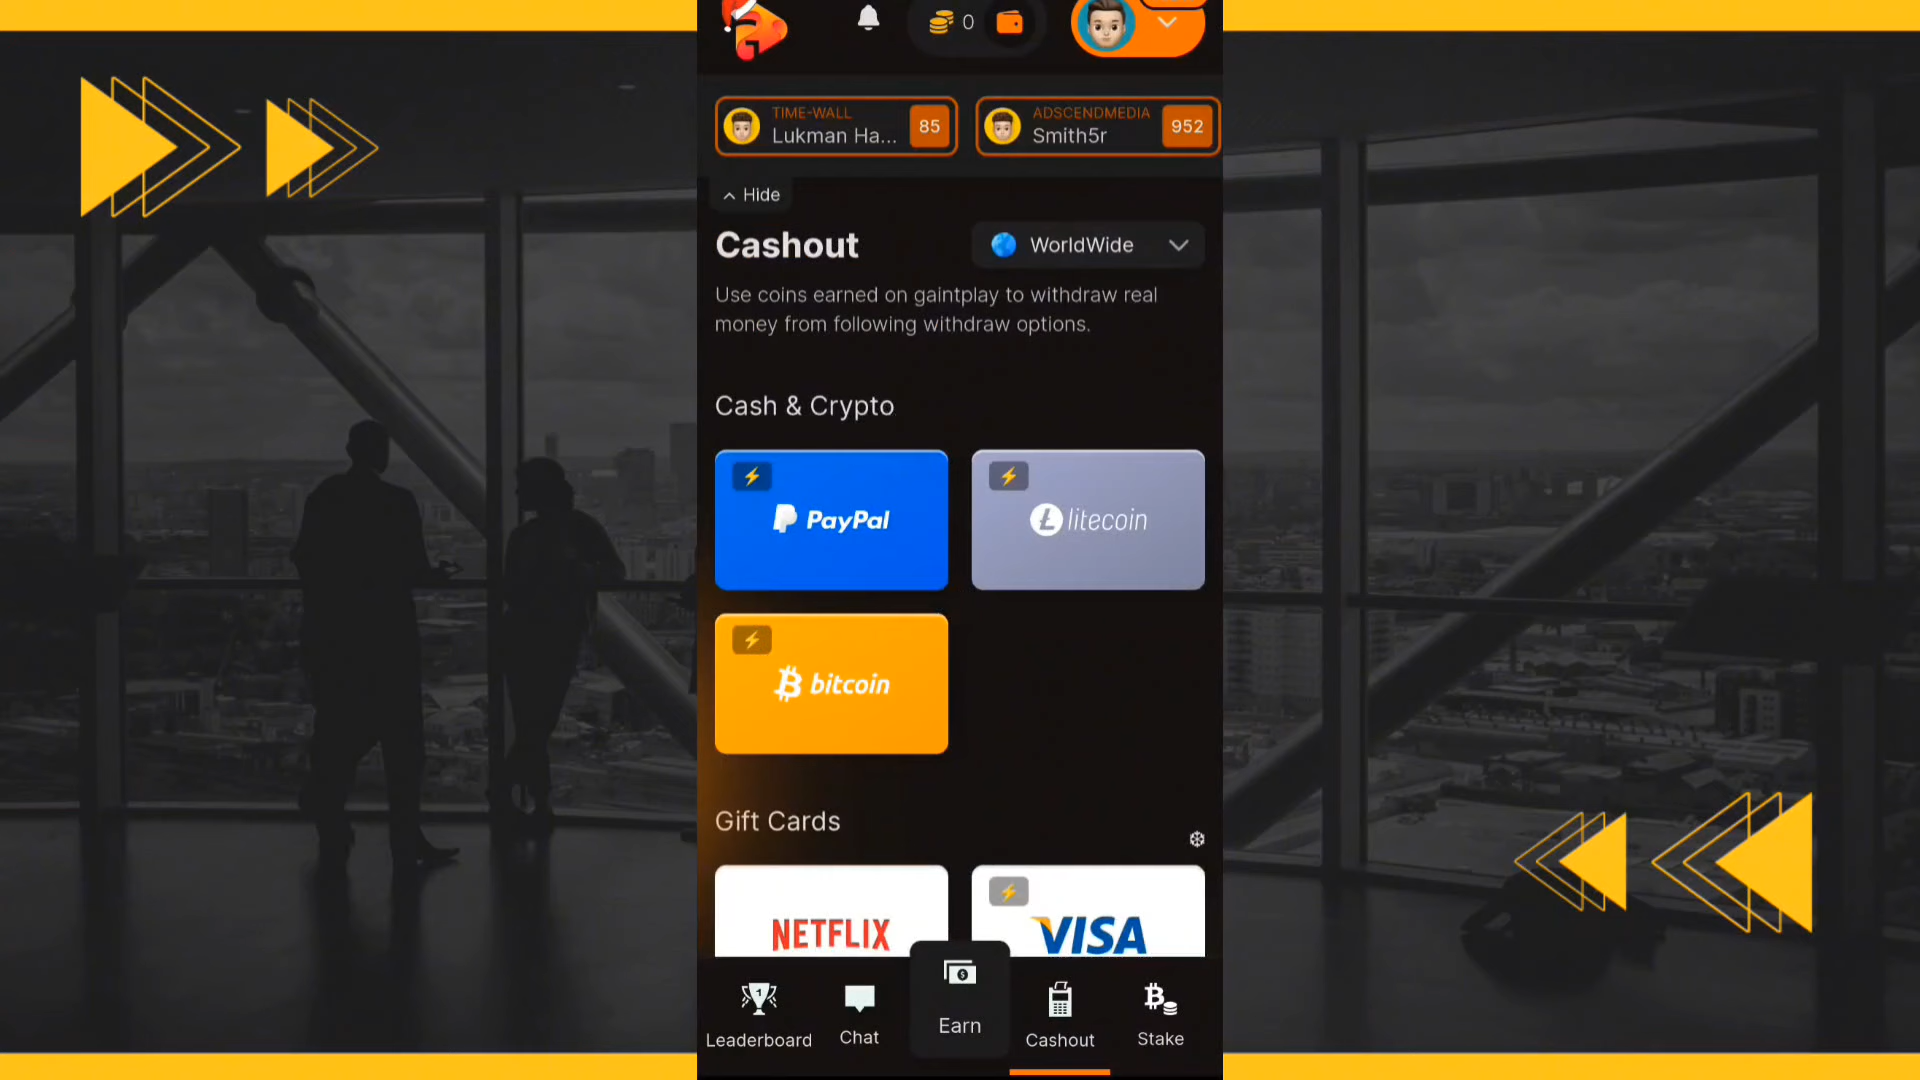 0
TIME-WALL
Lukman Ha...
85
ADSCENDMEDIA
Smith5r
952
Hide
Cashout
WorldWide
Use coins earned on gaintplay to withdraw real
money from following withdraw options.
Cash & Crypto
PayPal
litecoin
bitcoin
Gift Cards
NETFLIX
VISA
Leaderboard
Chat
Earn
Cashout
Stake